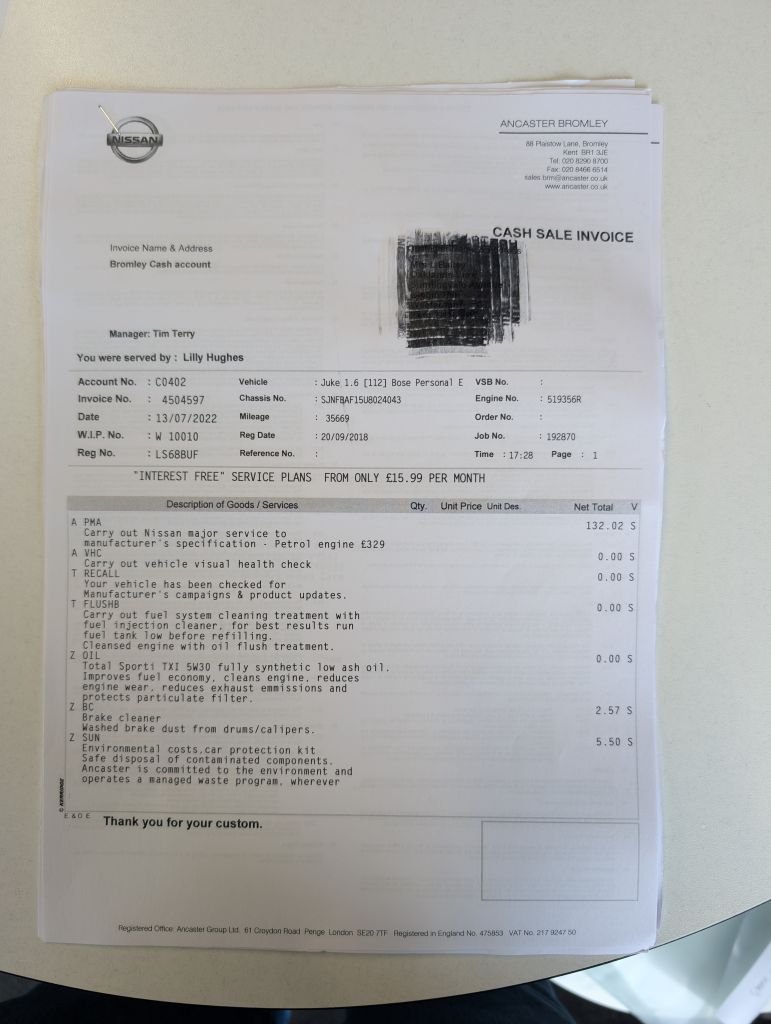 NISSAN
ANCASTER BROMLEY
88 Plaistow Lane, Bromley
Kent BR1 3JE
Tel: 020 8290 8700
Fax: 020 8466 6514
sales.brm@ancaster.co.uk
www.ancaster.co.uk
CASH SALE INVOICE
Invoice Name & Address
Bromley Cash account
Manager: Tim Terry
You were served by : Lilly Hughes
Account No. : C0402 Vehicle : Juke 1.6 [112] Bose Personal E VSB No. :
Invoice No. : 4504597 Chassis No. : SJNFBAF15U8024043 Engine No. : 519356R
Date : 13/07/2022 Mileage : 35669 Order No. :
W.I.P. No. : W 10010 Reg Date : 20/09/2018 Job No. : 192870
Reg No. : LS68BUF Reference No. : Time : 17:28 Page : 1
"INTEREST FREE" SERVICE PLANS FROM ONLY £15.99 PER MONTH
Description of Goods / Services Qty. Unit Price Unit Des. Net Total V
A PMA 132.02 S
Carry out Nissan major service to
manufacturer's specification - Petrol engine £329
A VHC 0.00 S
Carry out vehicle visual health check
T RECALL 0.00 S
Your vehicle has been checked for
Manufacturer's campaigns & product updates.
T FLUSHB 0.00 S
Carry out fuel system cleaning treatment with
fuel injection cleaner, for best results run
fuel tank low before refilling.
Cleansed engine with oil flush treatment.
Z OIL 0.00 S
Total Sporti TXI 5W30 fully synthetic low ash oil.
Improves fuel economy, cleans engine, reduces
engine wear, reduces exhaust emmissions and
protects particulate filter.
Z BC 2.57 S
Brake cleaner
Washed brake dust from drums/calipers.
Z SUN 5.50 S
Environmental costs,car protection kit
Safe disposal of contaminated components.
Ancaster is committed to the environment and
operates a managed waste program, wherever
© KERRIDGE
E & O E
Thank you for your custom.
Registered Office: Ancaster Group Ltd. 61 Croydon Road Penge London SE20 7TF Registered in England No. 475853 VAT No. 217 9247 50